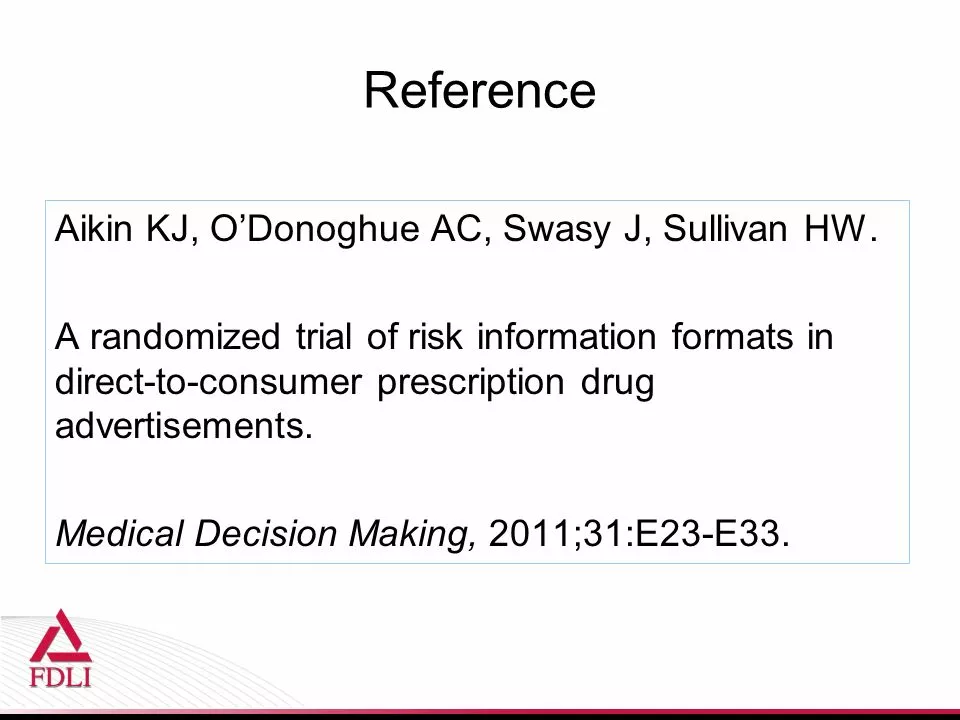 Reference
Aikin KJ, O’Donoghue AC, Swasy J, Sullivan HW.
A randomized trial of risk information formats in
direct-to-consumer prescription drug
advertisements.
Medical Decision Making, 2011;31:E23-E33.
FDLI